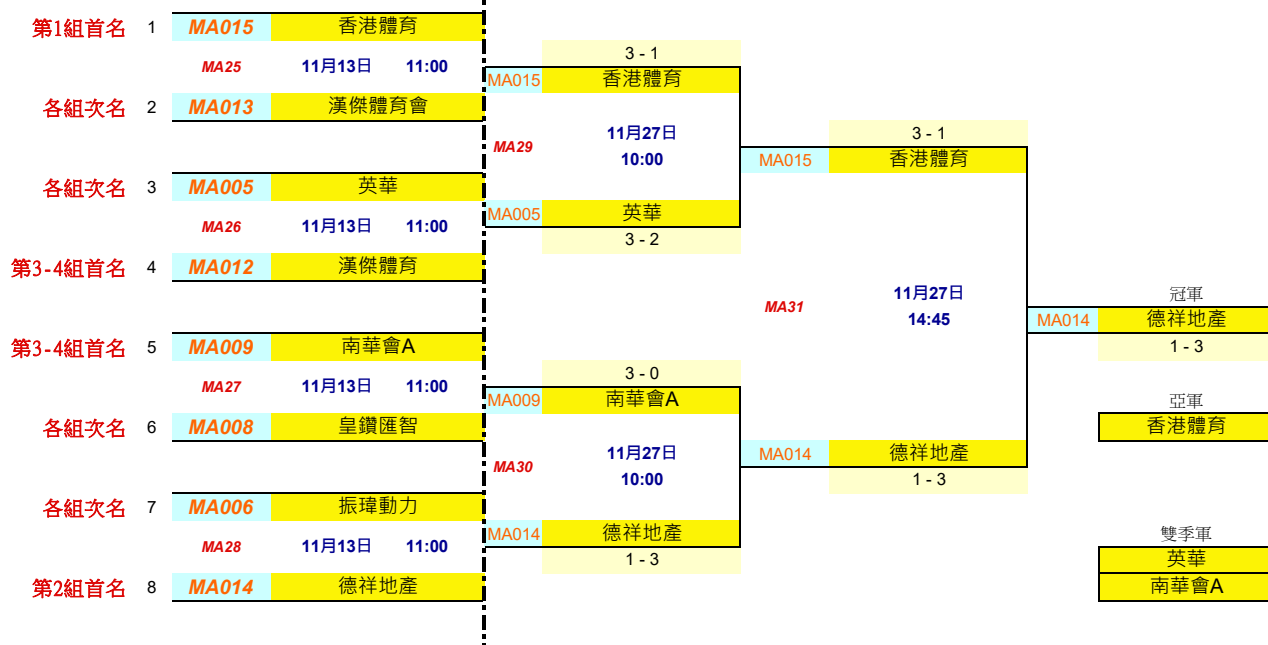 第1組首名 1 MA015 香港體育
MA25 11月13日 11:00
各組次名 2 MA013 漢傑體育會
各組次名 3 MA005 英華
MA26 11月13日 11:00
第3-4組首名 4 MA012 漢傑體育
第3-4組首名 5 MA009 南華會A
MA27 11月13日 11:00
各組次名 6 MA008 皇鑽匯智
各組次名 7 MA006 振瑋動力
MA28 11月13日 11:00
第2組首名 8 MA014 德祥地產
3 - 1
MA015 香港體育
MA29 11月27日
10:00
MA005 英華
3 - 2
3 - 0
MA009 南華會A
MA30 11月27日
10:00
MA014 德祥地產
1 - 3
3 - 1
MA015 香港體育
MA31 11月27日
14:45
MA014 德祥地產
1 - 3
冠軍
MA014 德祥地產
1 - 3
亞軍
香港體育
雙季軍
英華
南華會A